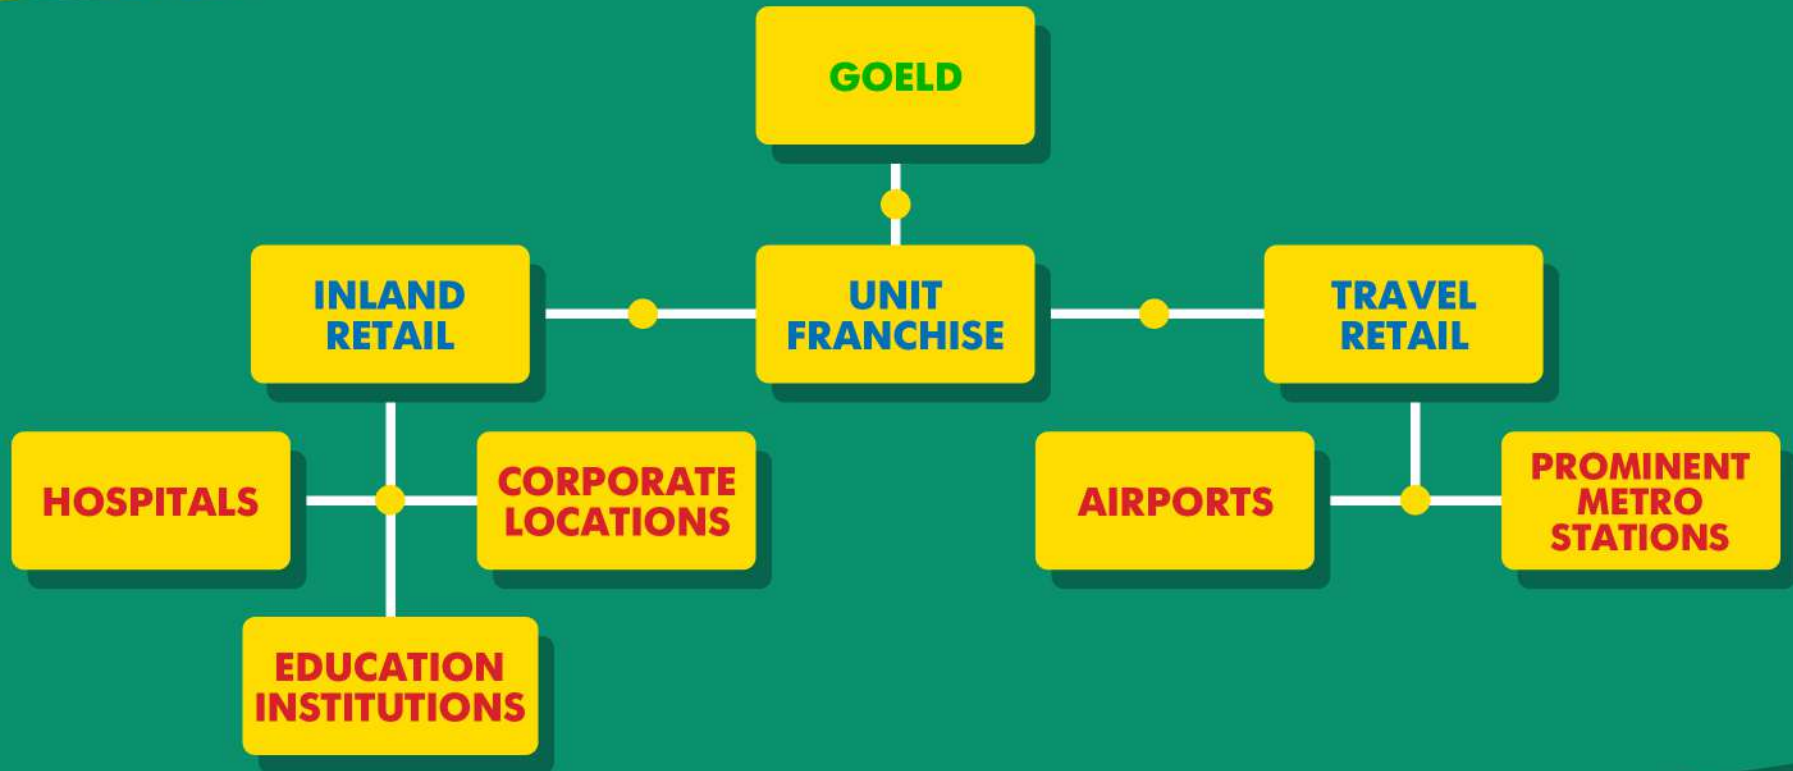 GOELD
INLAND
RETAIL
UNIT
FRANCHISE
TRAVEL
RETAIL
HOSPITALS
CORPORATE
LOCATIONS
AIRPORTS
PROMINENT
METRO
STATIONS
EDUCATION
INSTITUTIONS